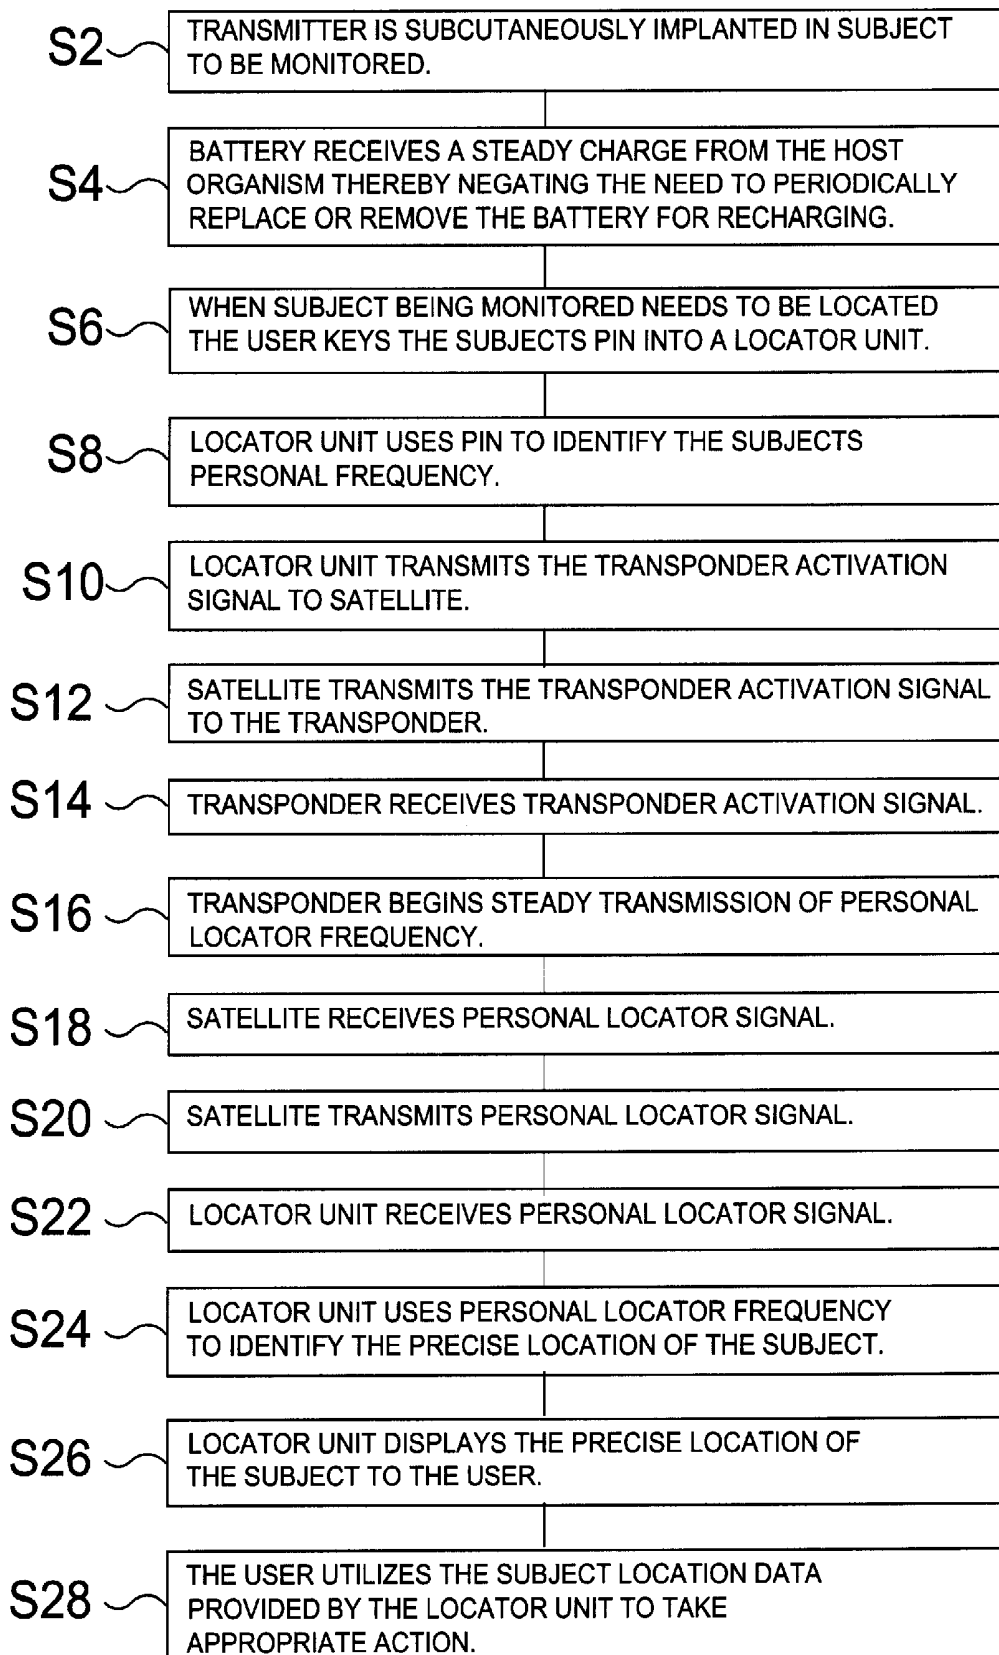 S2
TRANSMITTER IS SUBCUTANEOUSLY IMPLANTED IN SUBJECT
TO BE MONITORED.
S4
BATTERY RECEIVES A STEADY CHARGE FROM THE HOST
ORGANISM THEREBY NEGATING THE NEED TO PERIODICALLY
REPLACE OR REMOVE THE BATTERY FOR RECHARGING.
S6
WHEN SUBJECT BEING MONITORED NEEDS TO BE LOCATED
THE USER KEYS THE SUBJECTS PIN INTO A LOCATOR UNIT.
S8
LOCATOR UNIT USES PIN TO IDENTIFY THE SUBJECTS
PERSONAL FREQUENCY.
S10
LOCATOR UNIT TRANSMITS THE TRANSPONDER ACTIVATION
SIGNAL TO SATELLITE.
S12
SATELLITE TRANSMITS THE TRANSPONDER ACTIVATION SIGNAL
TO THE TRANSPONDER.
S14
TRANSPONDER RECEIVES TRANSPONDER ACTIVATION SIGNAL.
S16
TRANSPONDER BEGINS STEADY TRANSMISSION OF PERSONAL
LOCATOR FREQUENCY.
S18
SATELLITE RECEIVES PERSONAL LOCATOR SIGNAL.
S20
SATELLITE TRANSMITS PERSONAL LOCATOR SIGNAL.
S22
LOCATOR UNIT RECEIVES PERSONAL LOCATOR SIGNAL.
S24
LOCATOR UNIT USES PERSONAL LOCATOR FREQUENCY
TO IDENTIFY THE PRECISE LOCATION OF THE SUBJECT.
S26
LOCATOR UNIT DISPLAYS THE PRECISE LOCATION OF
THE SUBJECT TO THE USER.
S28
THE USER UTILIZES THE SUBJECT LOCATION DATA
PROVIDED BY THE LOCATOR UNIT TO TAKE
APPROPRIATE ACTION.